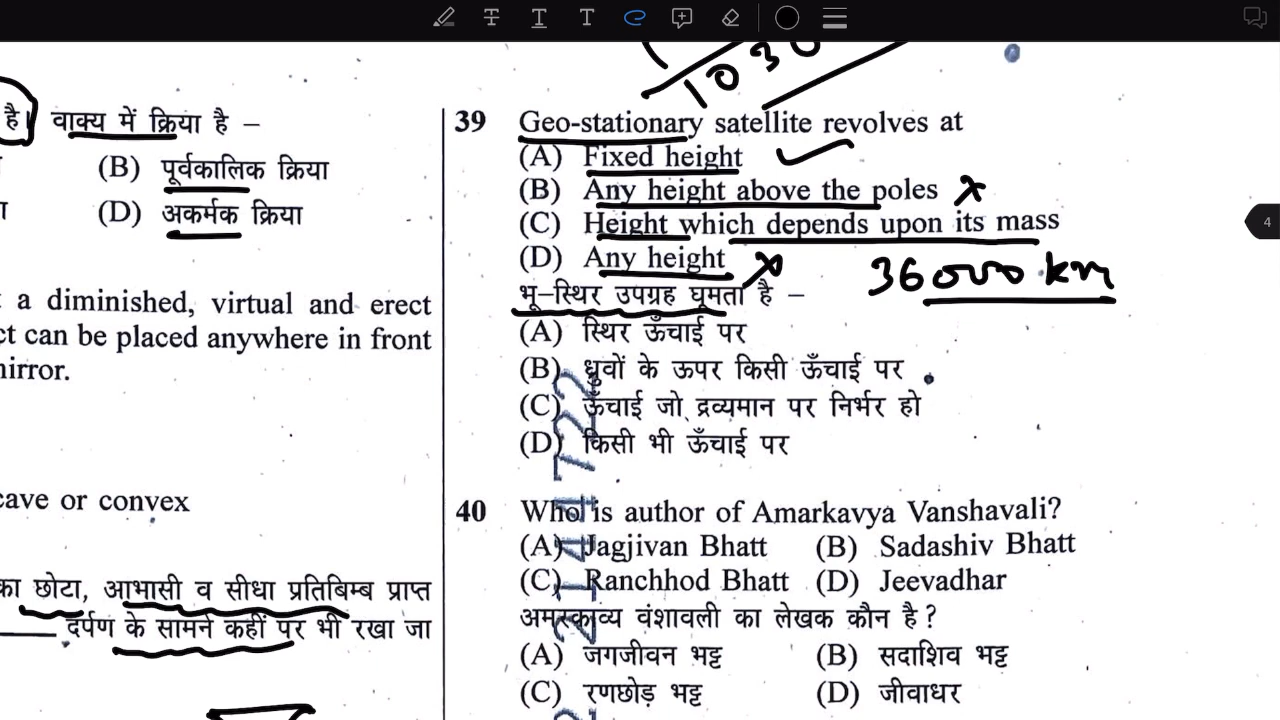 है। वाक्य में क्रिया है –
(B) पूर्वकालिक क्रिया
(D) अकर्मक क्रिया
a diminished, virtual and erect
ct can be placed anywhere in front
mirror.
cave or convex
का छोटा, आभासी व सीधा प्रतिबिम्ब प्राप्त
दर्पण के सामने कहीं पर भी रखा जा
1030
39 Geo-stationary satellite revolves at
(A) Fixed height
(B) Any height above the poles
(C) Height which depends upon its mass
(D) Any height
36000 km
भू–स्थिर उपग्रह घूमता है –
(A) स्थिर ऊँचाई पर
(B) ध्रुवों के ऊपर किसी ऊँचाई पर
(C) ऊँचाई जो द्रव्यमान पर निर्भर हो
(D) किसी भी ऊँचाई पर
40 Who is author of Amarkavya Vanshavali?
(A) Jagjivan Bhatt (B) Sadashiv Bhatt
(C) Ranchhod Bhatt (D) Jeevadhar
अमरकाव्य वंशावली का लेखक कौन है?
(A) जगजीवन भट्ट (B) सदाशिव भट्ट
(C) रणछोड़ भट्ट (D) जीवाधर
4